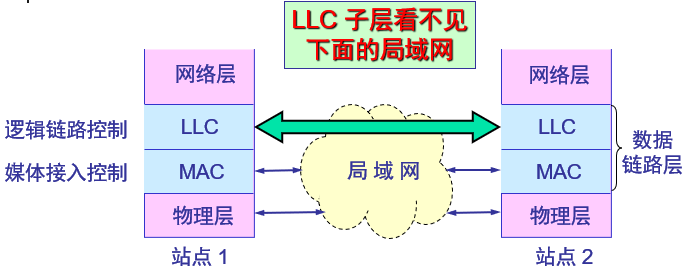 LLC 子层看不见
下面的局域网
网络层
网络层
逻辑链路控制
LLC
LLC
数据
链路层
媒体接入控制
MAC
局 域 网
MAC
物理层
物理层
站点 1
站点 2